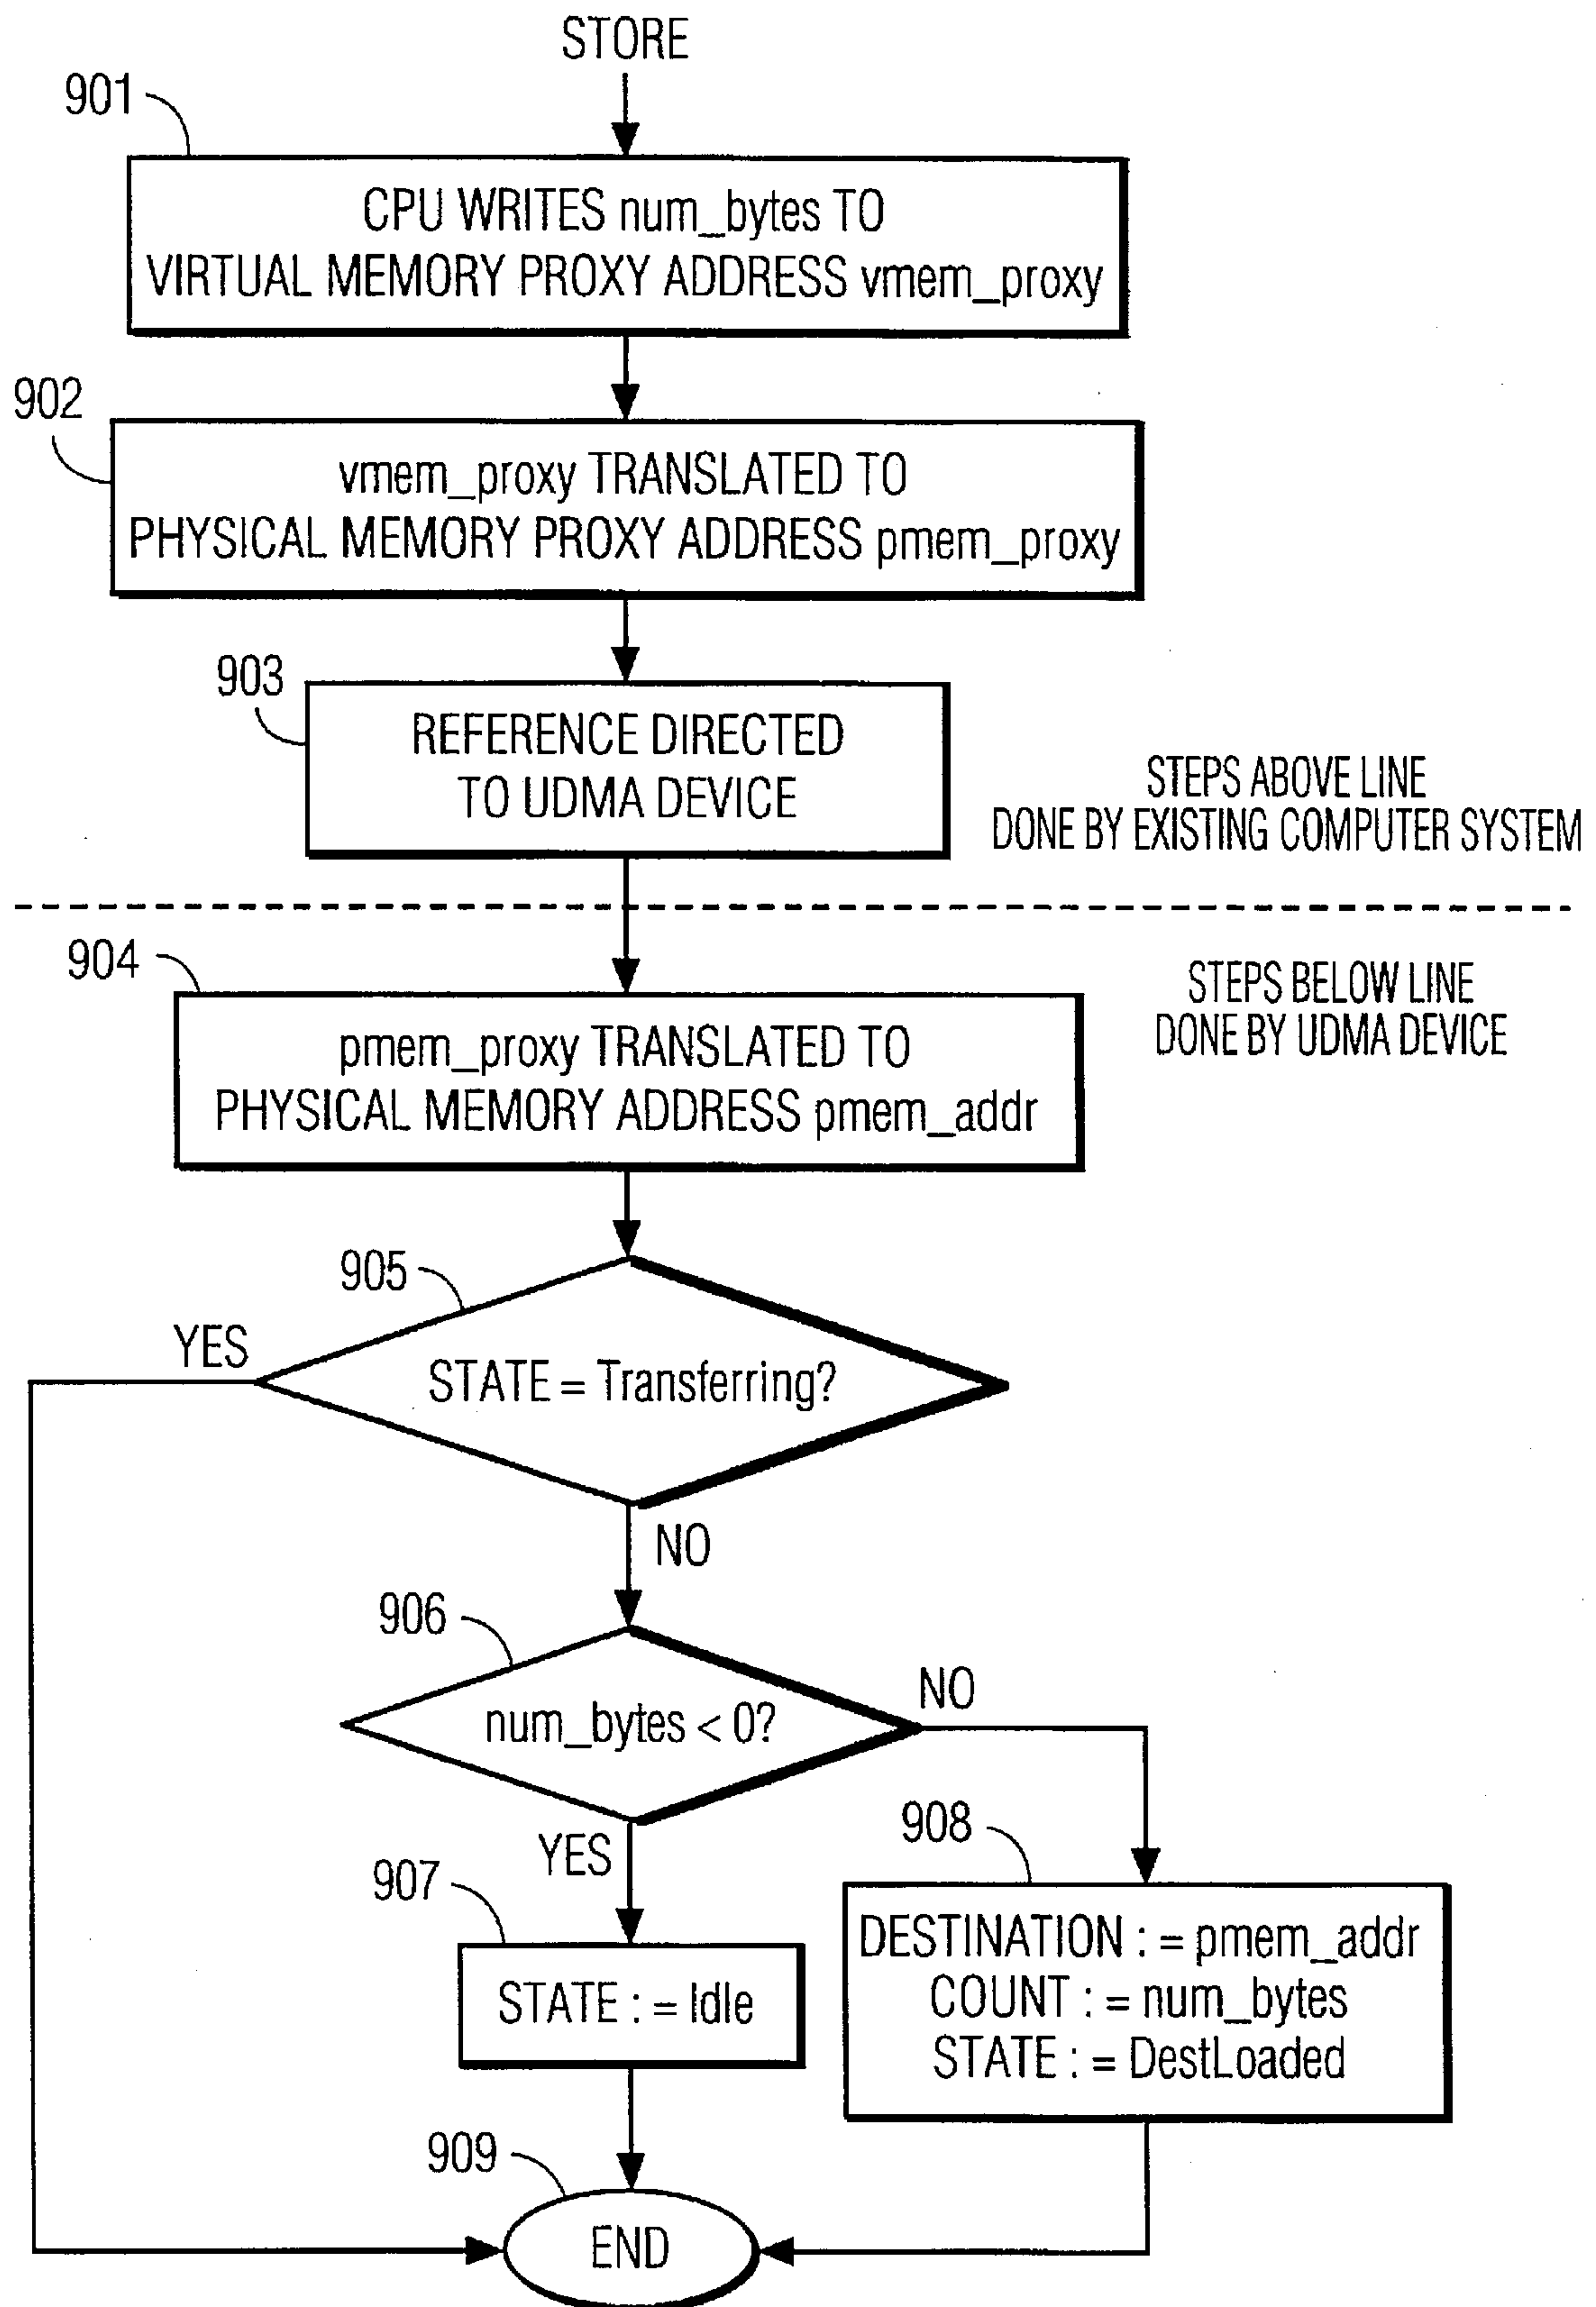 STORE
901
CPU WRITES num_bytes TO
VIRTUAL MEMORY PROXY ADDRESS vmem_proxy
902
vmem_proxy TRANSLATED TO
PHYSICAL MEMORY PROXY ADDRESS pmem_proxy
903
REFERENCE DIRECTED
TO UDMA DEVICE
STEPS ABOVE LINE
DONE BY EXISTING COMPUTER SYSTEM
904
STEPS BELOW LINE
DONE BY UDMA DEVICE
pmem_proxy TRANSLATED TO
PHYSICAL MEMORY ADDRESS pmem_addr
905
YES
STATE = Transferring?
NO
906
num_bytes < 0?
NO
YES
907
STATE : = Idle
908
DESTINATION : = pmem_addr
COUNT : = num_bytes
STATE : = DestLoaded
909
END